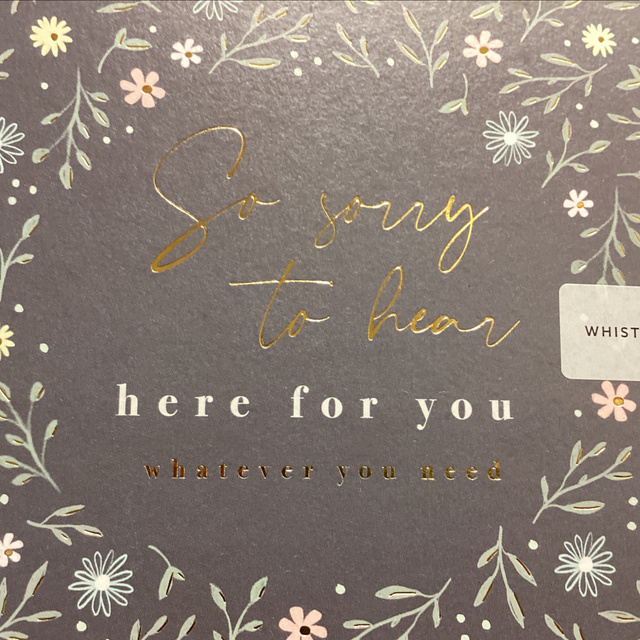 So sorry
to hear
here for you
whatever you need
WHIST